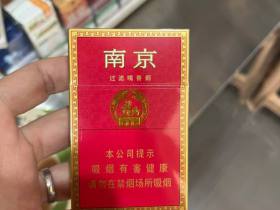 南京
过滤嘴香烟
本公司提示
吸烟有害健康
请勿在禁烟场所吸烟